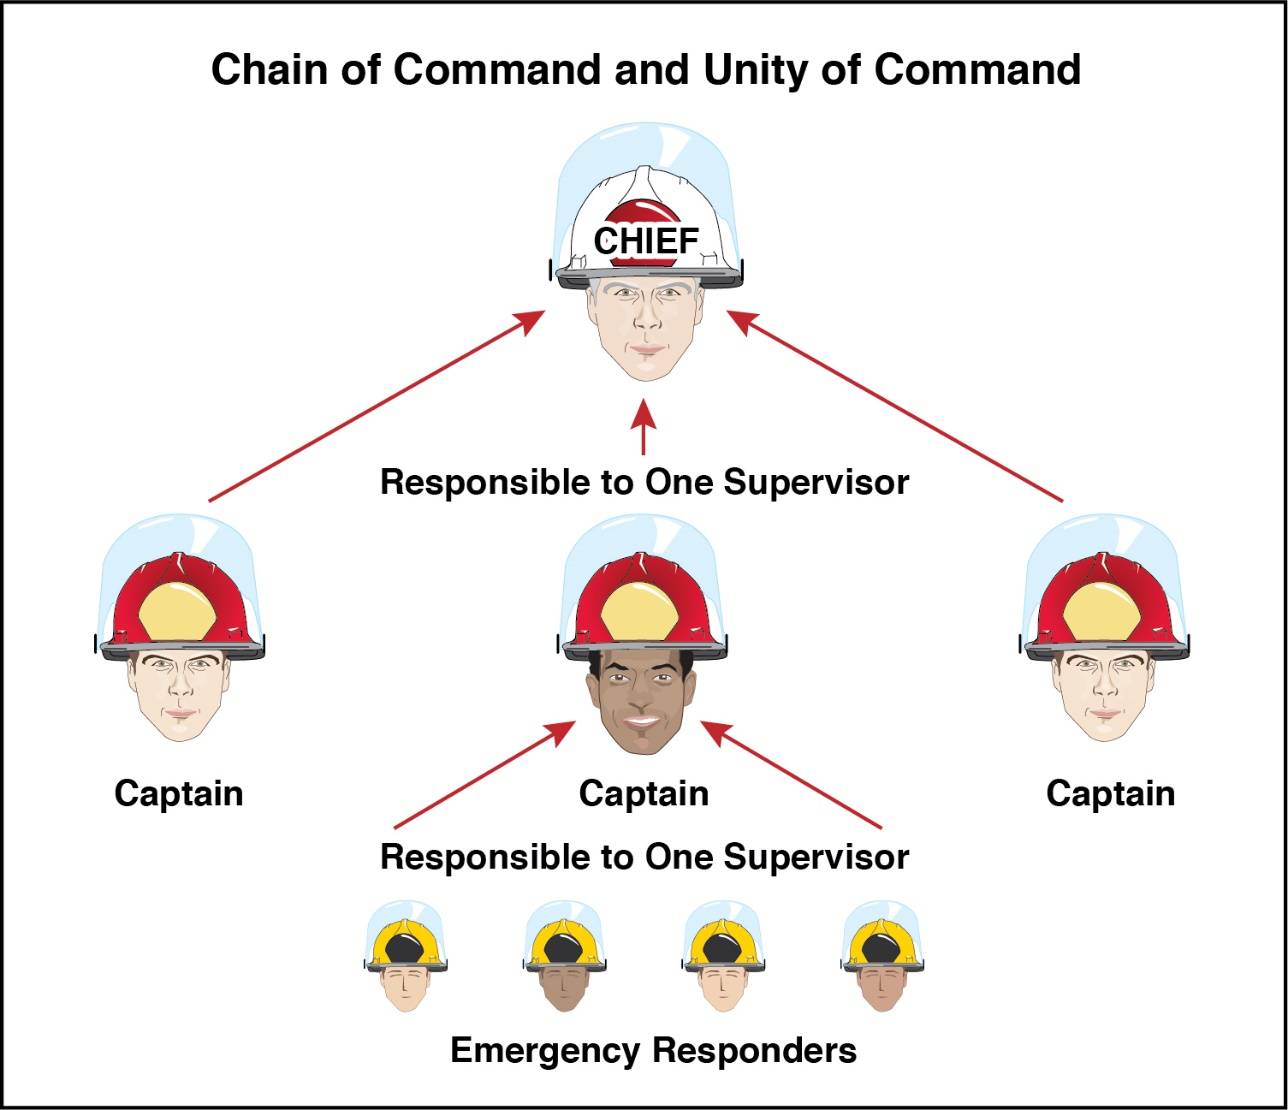 Chain of Command and Unity of Command
CHIEF
Responsible to One Supervisor
Captain
Captain
Captain
Responsible to One Supervisor
Emergency Responders